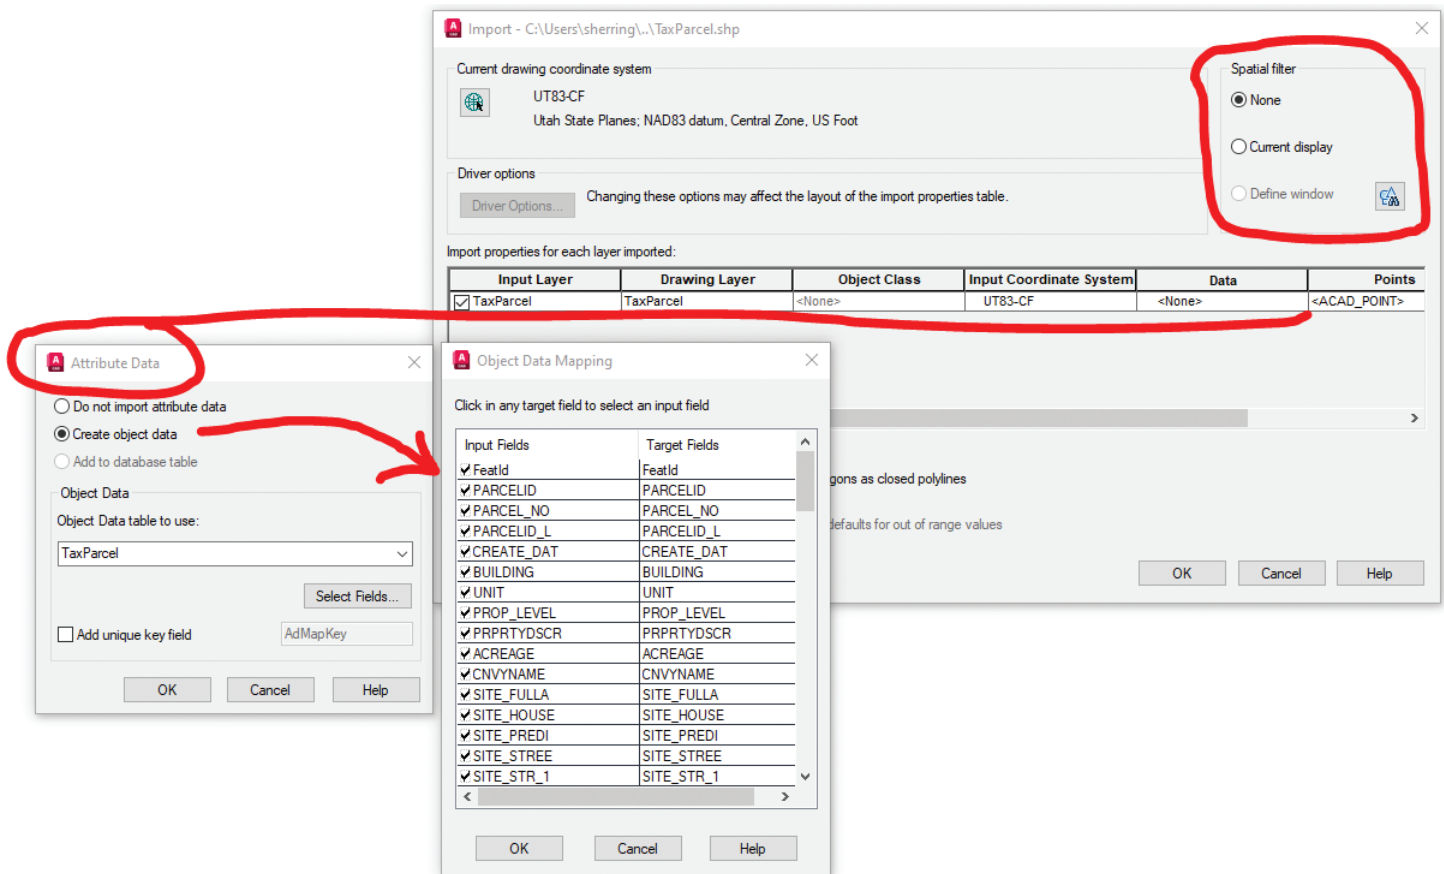 Import - C:\Users\sherring\..\TaxParcel.shp
Current drawing coordinate system
UT83-CF
Utah State Planes; NAD83 datum, Central Zone, US Foot
Spatial filter
None
Current display
Define window
Driver options
Driver Options...
Changing these options may affect the layout of the import properties table.
Import properties for each layer imported:
Input Layer Drawing Layer Object Class Input Coordinate System Data Points
TaxParcel TaxParcel <None> UT83-CF <None> <ACAD_POINT>
gons as closed polylines
defaults for out of range values
OK Cancel Help
Attribute Data
Do not import attribute data
Create object data
Add to database table
Object Data
Object Data table to use:
TaxParcel
Select Fields...
Add unique key field AdMapKey
OK Cancel Help
Object Data Mapping
Click in any target field to select an input field
Input Fields Target Fields
FeatId FeatId
PARCELID PARCELID
PARCEL_NO PARCEL_NO
PARCELID_L PARCELID_L
CREATE_DAT CREATE_DAT
BUILDING BUILDING
UNIT UNIT
PROP_LEVEL PROP_LEVEL
PRPRTYDSCR PRPRTYDSCR
ACREAGE ACREAGE
CNVYNAME CNVYNAME
SITE_FULLA SITE_FULLA
SITE_HOUSE SITE_HOUSE
SITE_PREDI SITE_PREDI
SITE_STREE SITE_STREE
SITE_STR_1 SITE_STR_1
OK Cancel Help